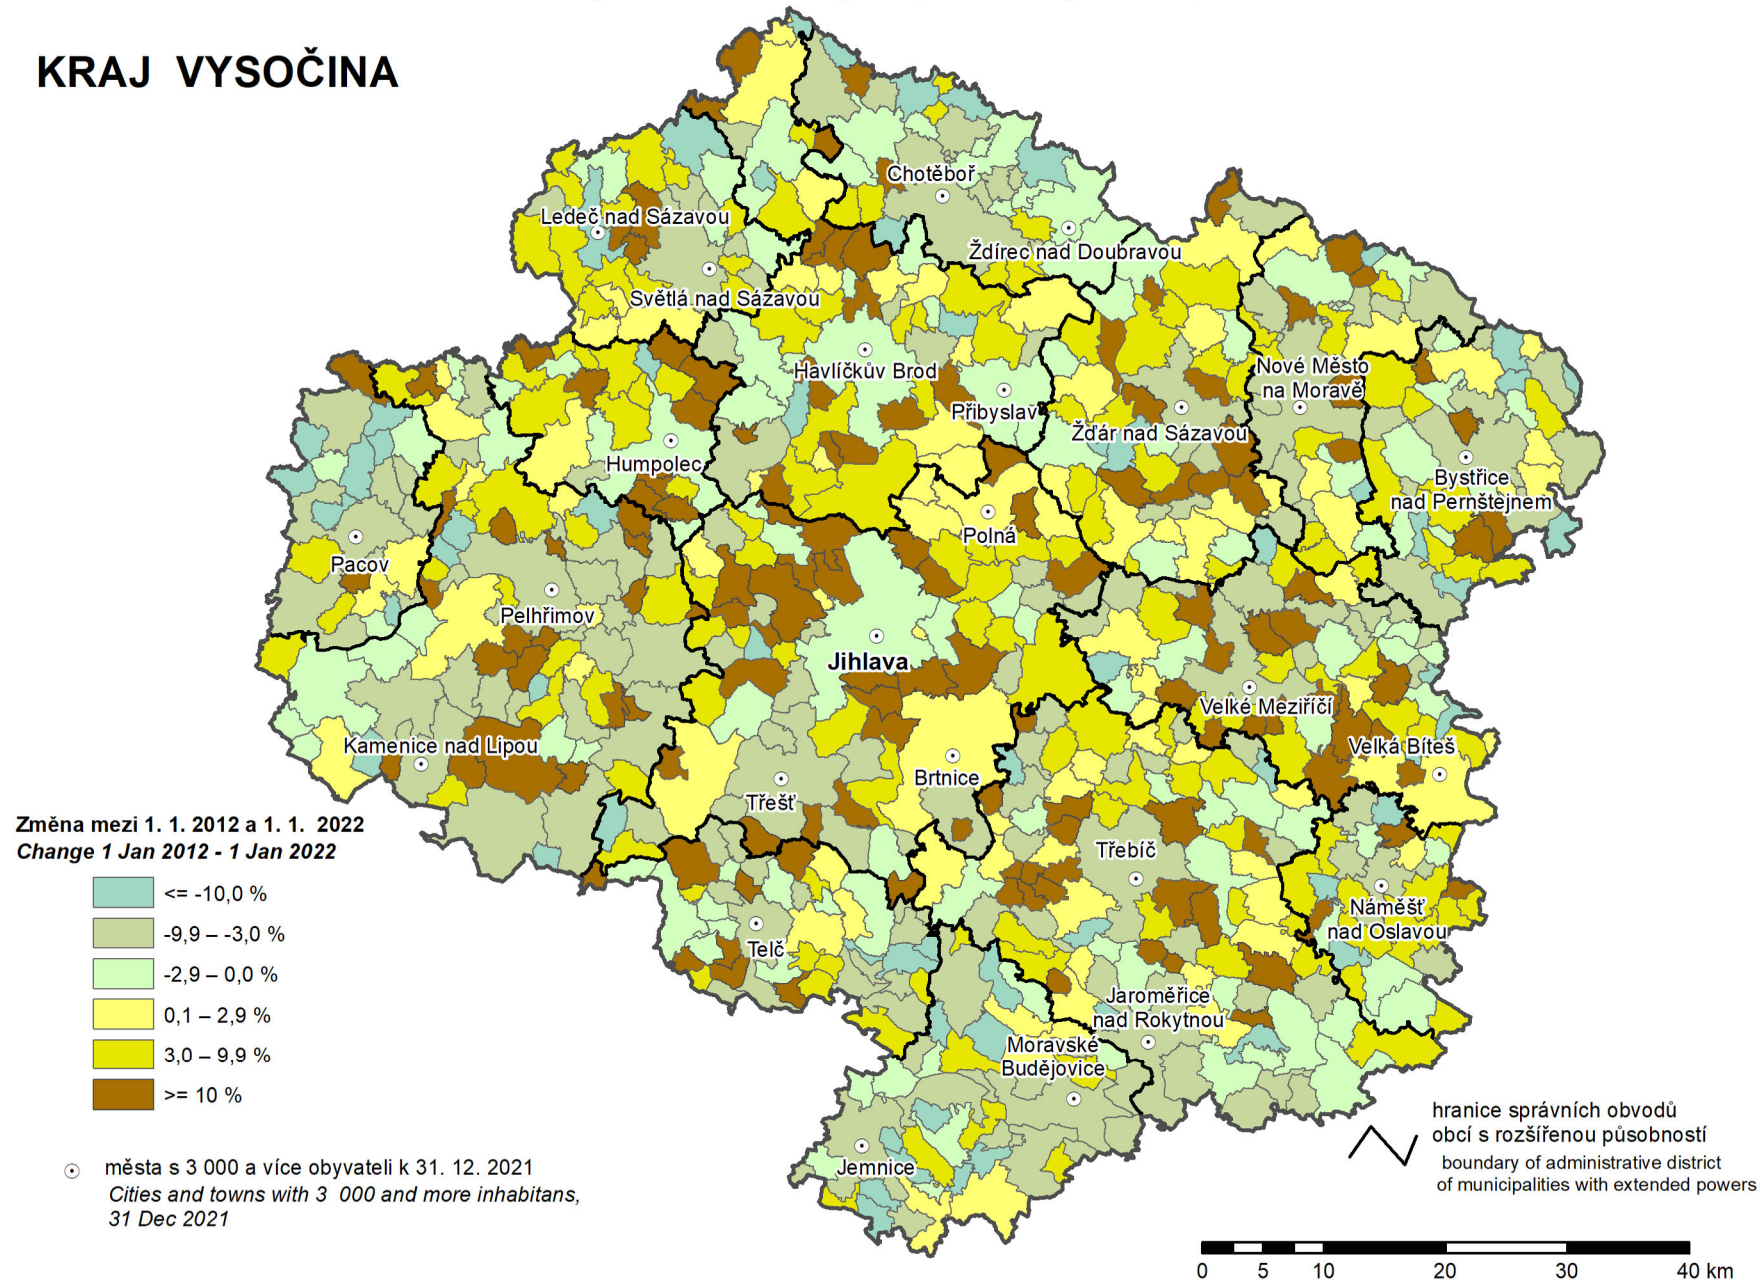 KRAJ VYSOČINA
Chotěboř
Ledeč nad Sázavou
Ždírec nad Doubravou
Světlá nad Sázavou
Havlíčkův Brod
Nové Město
na Moravě
Přibyslav
Žďár nad Sázavou
Humpolec
Bystřice
nad Pernštejnem
Polná
Pacov
Pelhřimov
Jihlava
Velké Meziříčí
Kamenice nad Lipou
Velká Bíteš
Brtnice
Třešť
Třebíč
Náměšť
nad Oslavou
Telč
Jaroměřice
nad Rokytnou
Moravské
Budějovice
Jemnice
Změna mezi 1. 1. 2012 a 1. 1. 2022
Change 1 Jan 2012 - 1 Jan 2022
<= -10,0 %
-9,9 – -3,0 %
-2,9 – 0,0 %
0,1 – 2,9 %
3,0 – 9,9 %
>= 10 %
města s 3 000 a více obyvateli k 31. 12. 2021
Cities and towns with 3 000 and more inhabitans,
31 Dec 2021
hranice správních obvodů
obcí s rozšířenou působností
boundary of administrative district
of municipalities with extended powers
0 5 10 20 30 40 km